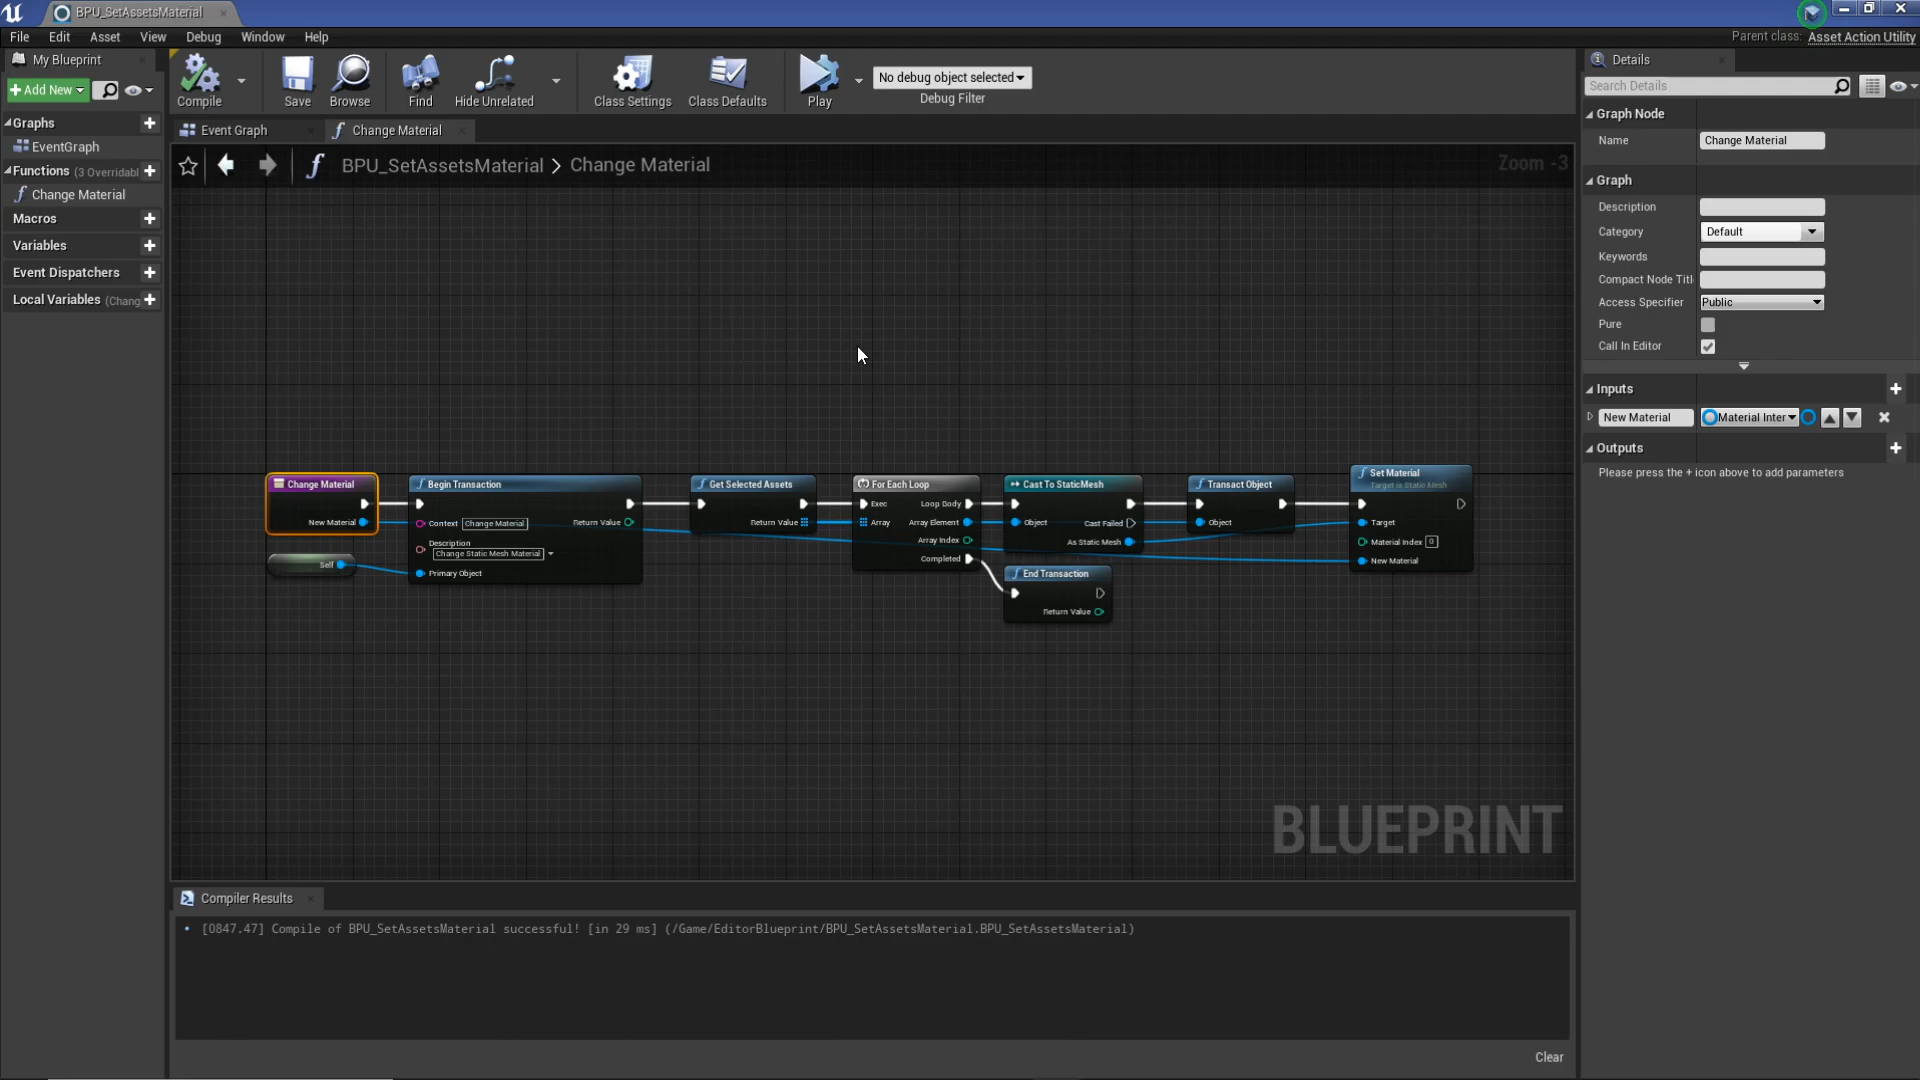 BPU_SetAssetsMaterial
File Edit Asset View Debug Window Help
Parent class: Asset Action Utility
My Blueprint
Add New
Graphs
EventGraph
Functions (3 Overridabl
Change Material
Macros
Variables
Event Dispatchers
Local Variables (Chang
Compile
Save
Browse
Find
Hide Unrelated
Class Settings
Class Defaults
Play
No debug object selected
Debug Filter
Event Graph
Change Material
BPU_SetAssetsMaterial > Change Material
Zoom -3
Change Material
New Material
Self
Begin Transaction
Context Change Material
Return Value
Description
Change Static Mesh Material
Primary Object
Get Selected Assets
Return Value
For Each Loop
Exec Loop Body
Array Array Element
Array Index
Completed
Cast To StaticMesh
Object Cast Failed
As Static Mesh
End Transaction
Return Value
Transact Object
Object
Set Material
Target is Static Mesh
Target
Material Index 0
New Material
BLUEPRINT
Compiler Results
[0847.47] Compile of BPU_SetAssetsMaterial successful! [in 29 ms] (/Game/EditorBlueprint/BPU_SetAssetsMaterial.BPU_SetAssetsMaterial)
Clear
Details
Search Details
Graph Node
Name Change Material
Graph
Description
Category Default
Keywords
Compact Node Titl
Access Specifier Public
Pure
Call In Editor
Inputs
New Material Material Inter
Outputs
Please press the + icon above to add parameters